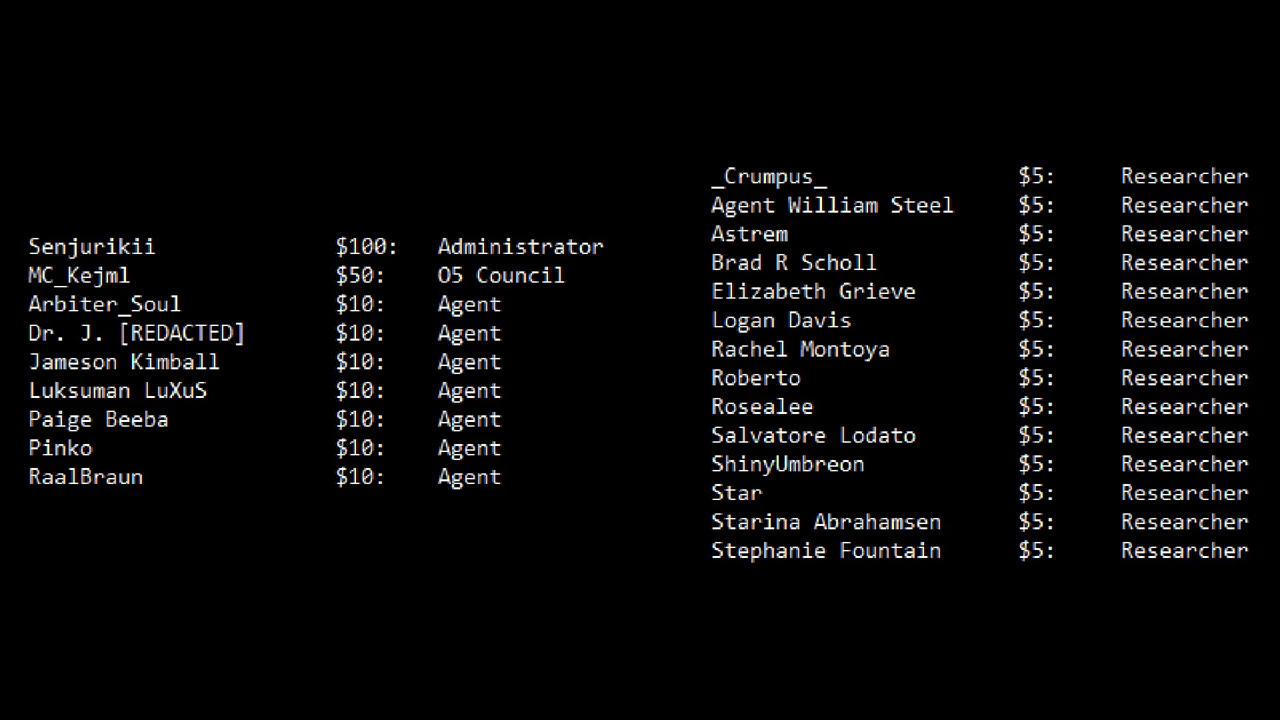 Senjurikii $100: Administrator
MC_Kejml $50: O5 Council
Arbiter_Soul $10: Agent
Dr. J. [REDACTED] $10: Agent
Jameson Kimball $10: Agent
Luksuman LuXuS $10: Agent
Paige Beeba $10: Agent
Pinko $10: Agent
RaalBraun $10: Agent
_Crumpus_ $5: Researcher
Agent William Steel $5: Researcher
Astrem $5: Researcher
Brad R Scholl $5: Researcher
Elizabeth Grieve $5: Researcher
Logan Davis $5: Researcher
Rachel Montoya $5: Researcher
Roberto $5: Researcher
Rosealee $5: Researcher
Salvatore Lodato $5: Researcher
ShinyUmbreon $5: Researcher
Star $5: Researcher
Starina Abrahamsen $5: Researcher
Stephanie Fountain $5: Researcher